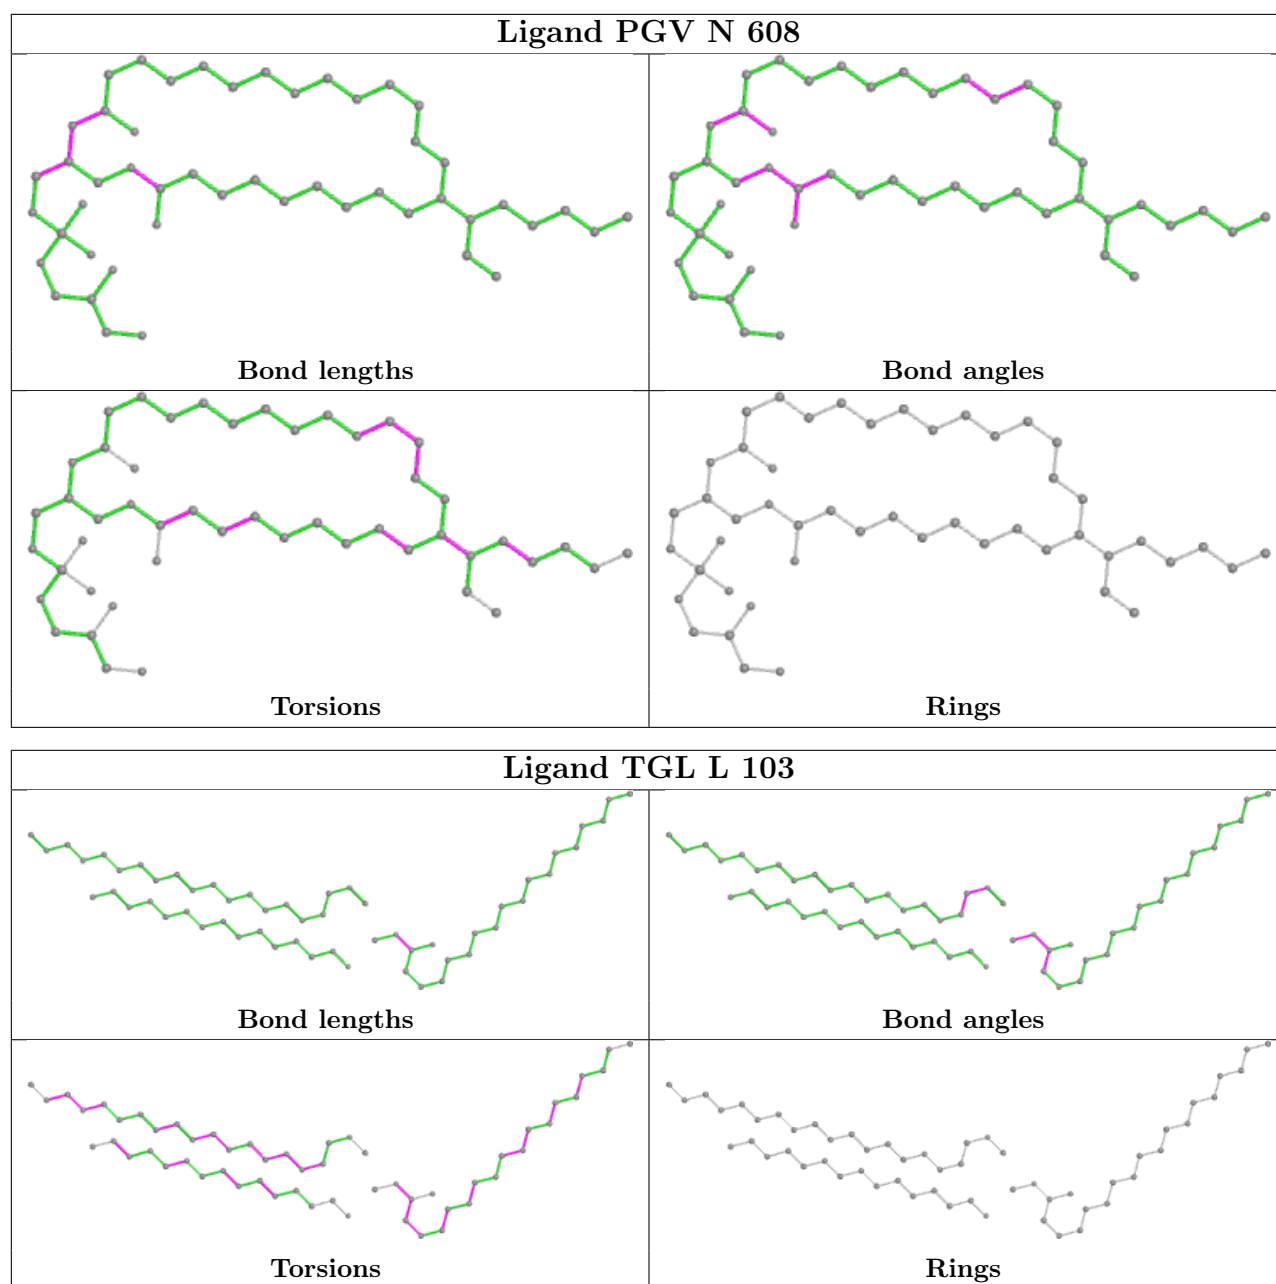 Ligand PGV N 608
Bond lengths
Bond angles
Torsions
Rings
Ligand TGL L 103
Bond lengths
Bond angles
Torsions
Rings